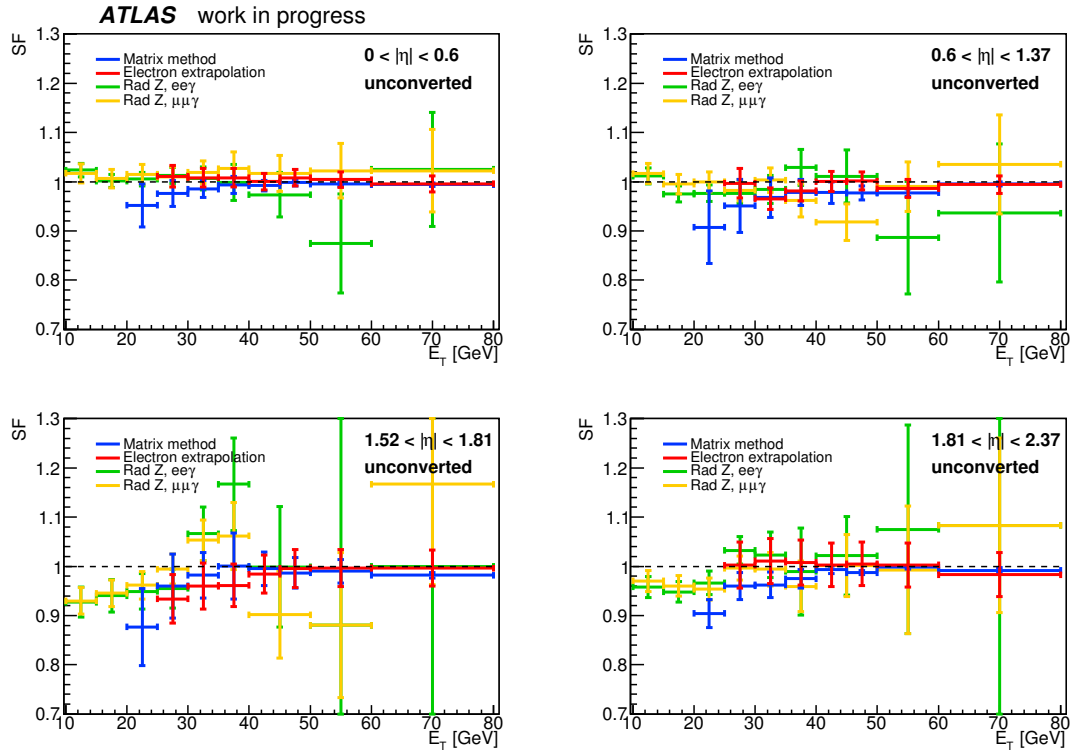 ATLAS work in progress
SF
1.3
1.2
1.1
1
0.9
0.8
0.7
Matrix method
Electron extrapolation
Rad Z, eeγ
Rad Z, μμγ
0 < |η| < 0.6
unconverted
10 20 30 40 50 60 70 80
E_T [GeV]
SF
1.3
1.2
1.1
1
0.9
0.8
0.7
Matrix method
Electron extrapolation
Rad Z, eeγ
Rad Z, μμγ
0.6 < |η| < 1.37
unconverted
10 20 30 40 50 60 70 80
E_T [GeV]
SF
1.3
1.2
1.1
1
0.9
0.8
0.7
Matrix method
Electron extrapolation
Rad Z, eeγ
Rad Z, μμγ
1.52 < |η| < 1.81
unconverted
10 20 30 40 50 60 70 80
E_T [GeV]
SF
1.3
1.2
1.1
1
0.9
0.8
0.7
Matrix method
Electron extrapolation
Rad Z, eeγ
Rad Z, μμγ
1.81 < |η| < 2.37
unconverted
10 20 30 40 50 60 70 80
E_T [GeV]